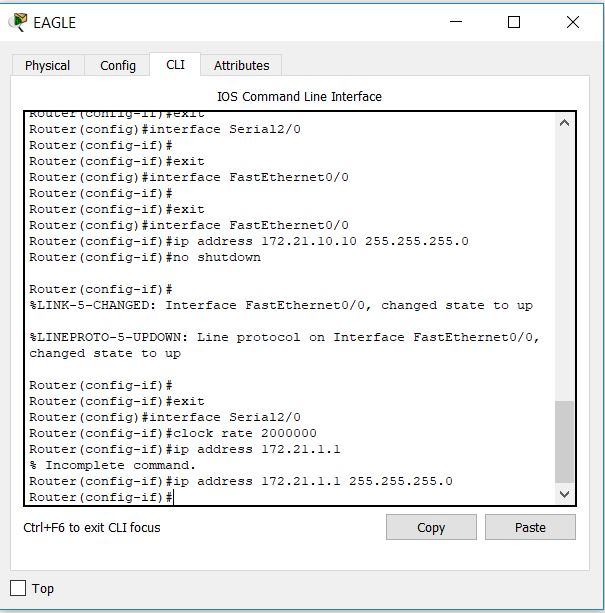 EAGLE
Physical Config CLI Attributes
IOS Command Line Interface
Router(config-if)#exit
Router(config)#interface Serial2/0
Router(config-if)#
Router(config-if)#exit
Router(config)#interface FastEthernet0/0
Router(config-if)#
Router(config-if)#exit
Router(config)#interface FastEthernet0/0
Router(config-if)#ip address 172.21.10.10 255.255.255.0
Router(config-if)#no shutdown
Router(config-if)#
%LINK-5-CHANGED: Interface FastEthernet0/0, changed state to up
%LINEPROTO-5-UPDOWN: Line protocol on Interface FastEthernet0/0,
changed state to up
Router(config-if)#
Router(config-if)#exit
Router(config)#interface Serial2/0
Router(config-if)#clock rate 2000000
Router(config-if)#ip address 172.21.1.1
% Incomplete command.
Router(config-if)#ip address 172.21.1.1 255.255.255.0
Router(config-if)#
Ctrl+F6 to exit CLI focus
Copy Paste
Top